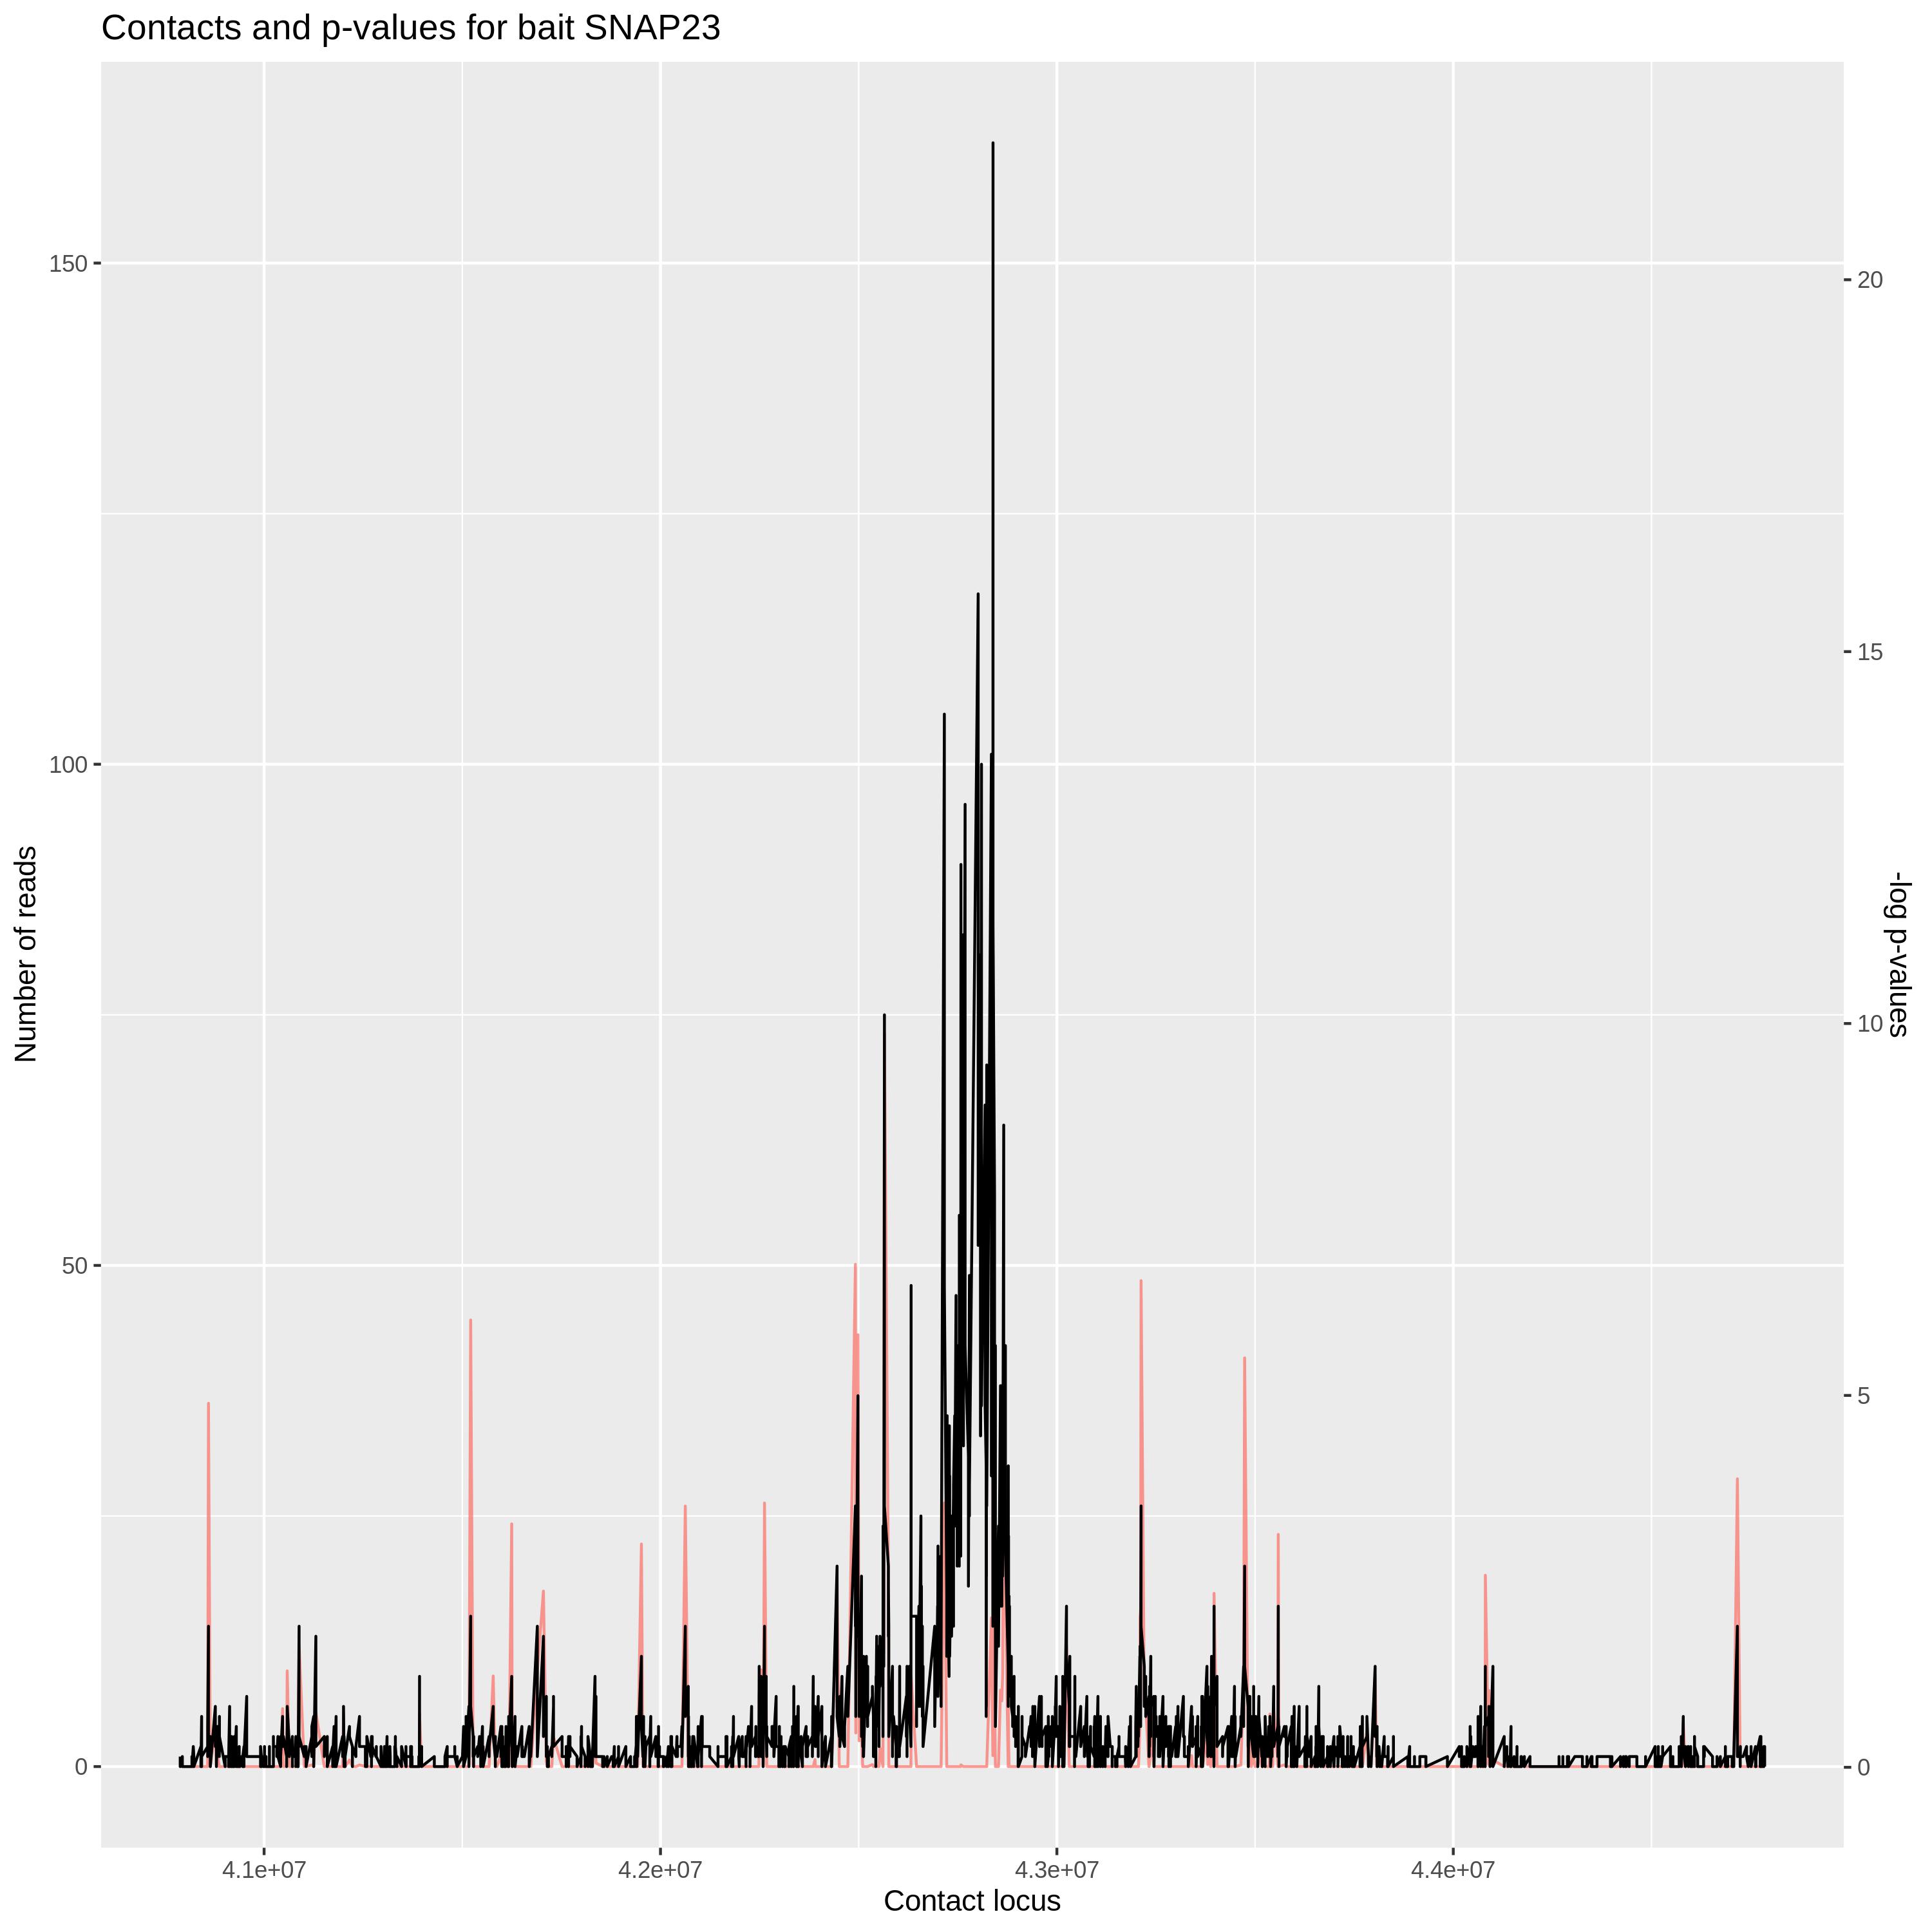 Contacts and p-values for bait SNAP23
150
100
50
0
Number of reads
20
15
10
5
0
-log p-values
4.1e+07 4.2e+07 4.3e+07 4.4e+07
Contact locus